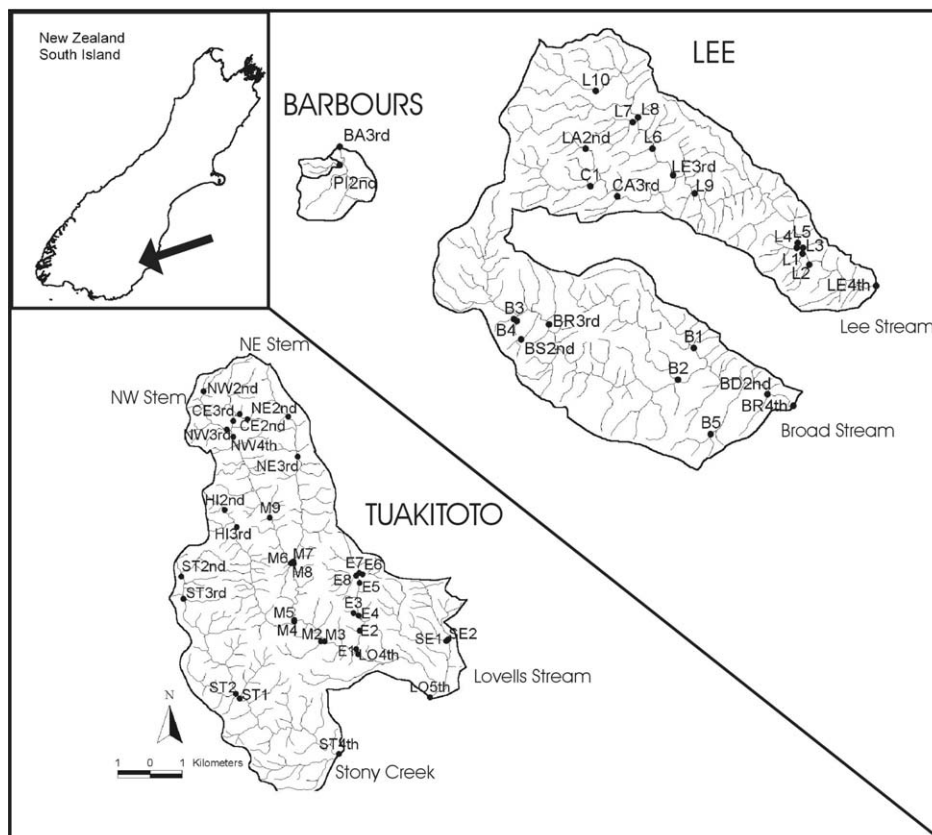 New Zealand
South Island
BARBOURS
BA3rd
PI2nd
LEE
L10
L7
L8
LA2nd
L6
LE3rd
C1
CA3rd
L9
L4
L5
L3
L1
L2
LE4th
Lee Stream
B3
B4
BR3rd
BS2nd
B1
B2
BD2nd
BR4th
B5
Broad Stream
NE Stem
NW Stem
NW2nd
CE3rd
NE2nd
CE2nd
NW3rd
NW4th
NE3rd
TUAKITOTO
HI2nd
M9
HI3rd
M6
M7
M8
ST2nd
ST3rd
E7
E6
E8
E5
E3
E4
M5
M4
M2
M3
E2
E1
LO4th
SE1
SE2
Lovells Stream
LO5th
ST2
ST1
N
ST4th
Stony Creek
1 0 1 Kilometers